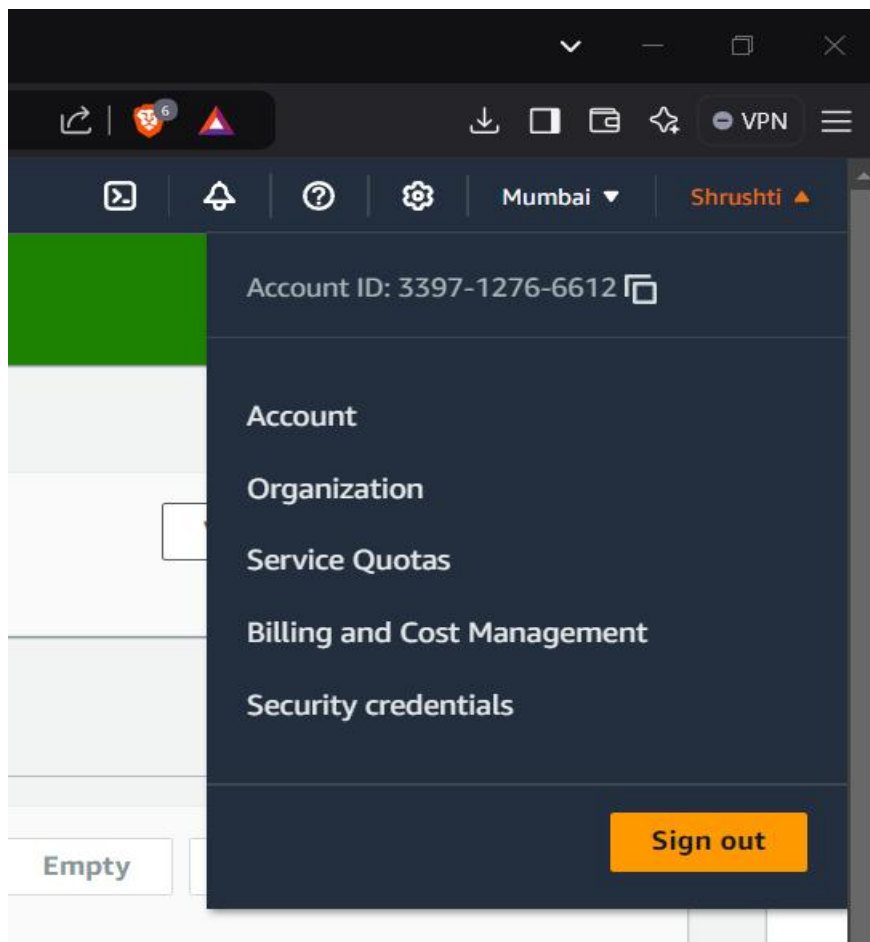 6
VPN
Mumbai ▼ Shrushti ▲
Account ID: 3397-1276-6612
Account
Organization
Service Quotas
Billing and Cost Management
Security credentials
Sign out
Empty